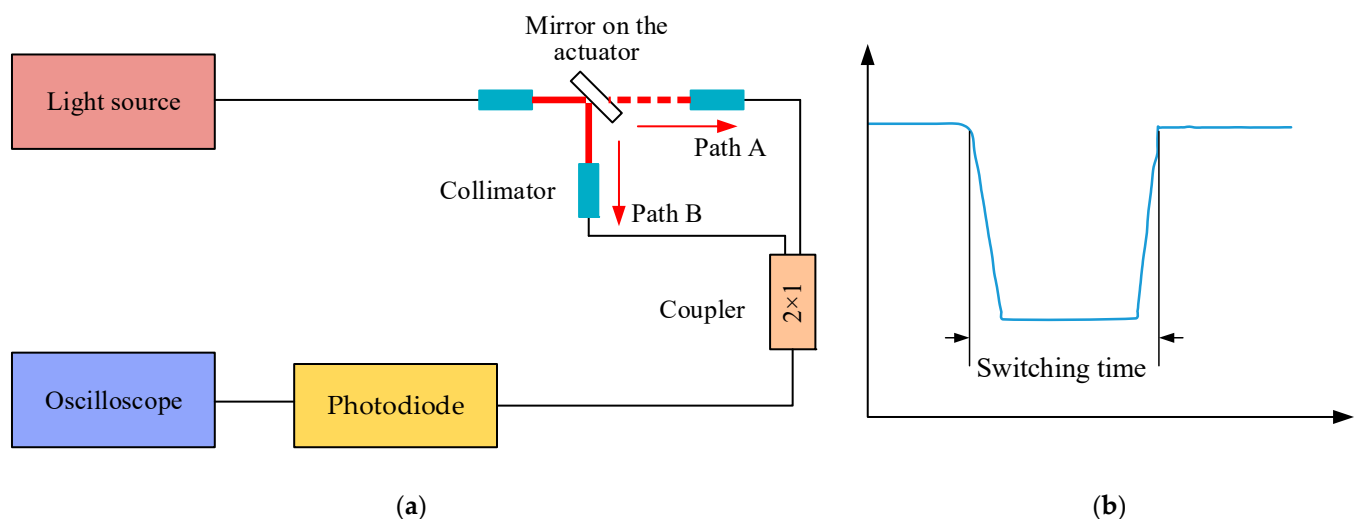 Mirror on the
actuator
Light source
Path A
Collimator
Path B
Coupler
2×1
Oscilloscope
Photodiode
Switching time
(a)
(b)